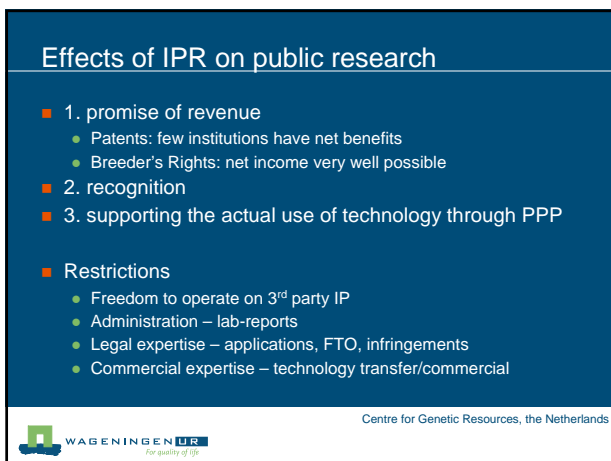 Effects of IPR on public research
1. promise of revenue
Patents: few institutions have net benefits
Breeder's Rights: net income very well possible
2. recognition
3. supporting the actual use of technology through PPP
Restrictions
Freedom to operate on 3rd party IP
Administration – lab-reports
Legal expertise – applications, FTO, infringements
Commercial expertise – technology transfer/commercial
Centre for Genetic Resources, the Netherlands
WAGENINGEN UR
For quality of life